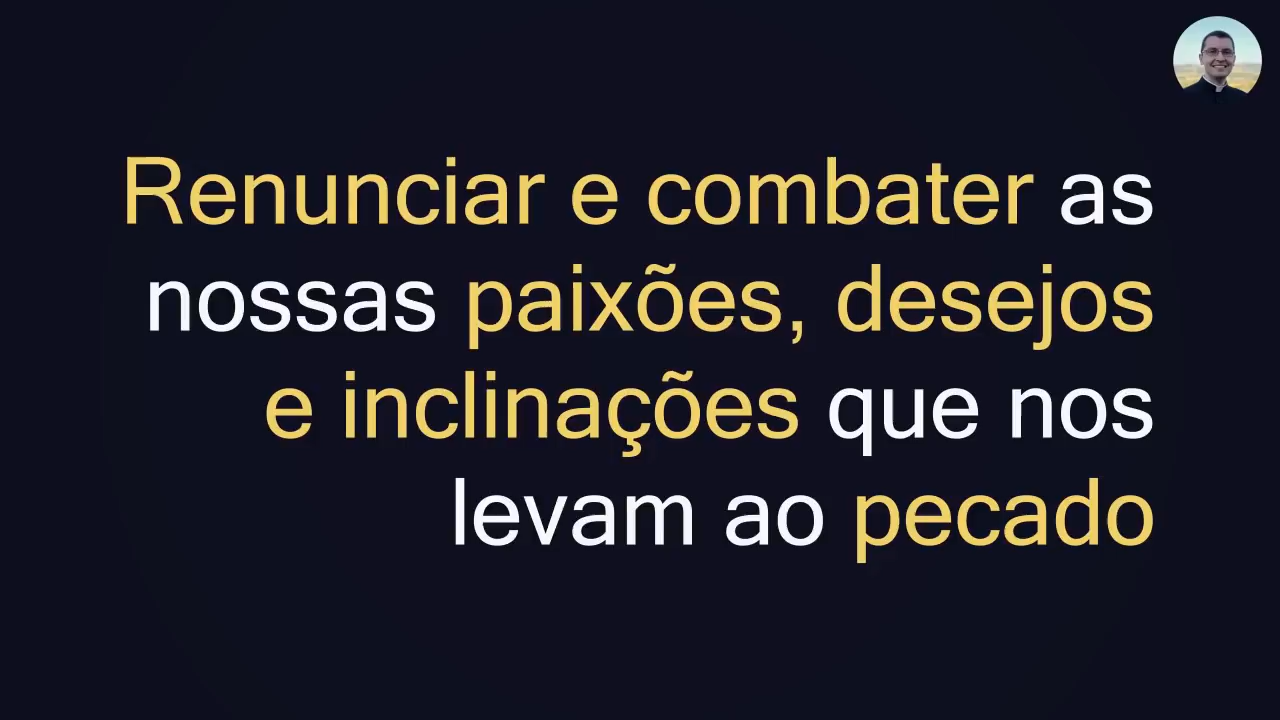 Renunciar e combater as
nossas paixões, desejos
e inclinações que nos
levam ao pecado